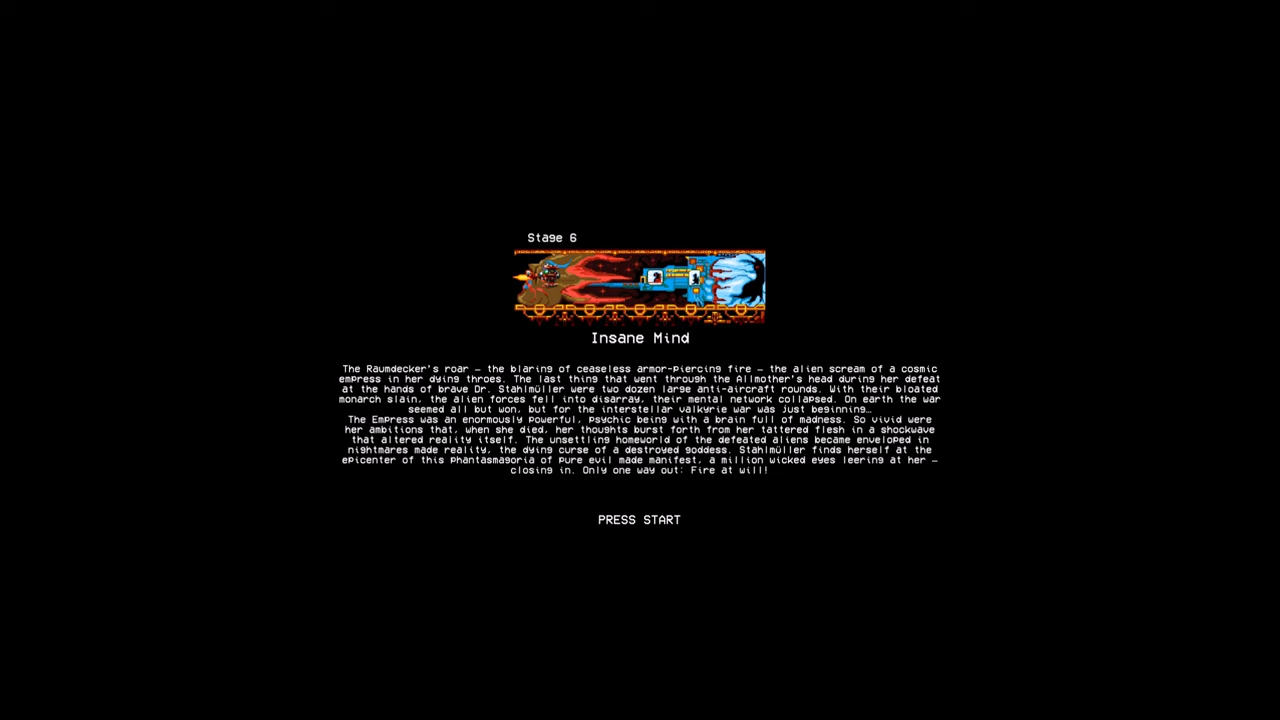 Stage 6
Insane Mind
The Raumdecker's roar – the blaring of ceaseless armor-piercing fire – the alien scream of a cosmic
empress in her dying throes. The last thing that went through the Allmother's head during her defeat
at the hands of brave Dr. Stahlmüller were two dozen large anti-aircraft rounds. With their bloated
monarch slain, the alien forces fell into disarray, their mental network collapsed. On earth the war
seemed all but won, but for the interstellar valkyrie war was just beginning…
The Empress was an enormously powerful, psychic being with a brain full of madness. So vivid were
her ambitions that, when she died, her thoughts burst forth from her tattered flesh in a shockwave
that altered reality itself. The unsettling homeworld of the defeated aliens became enveloped in
nightmares made reality, the dying curse of a destroyed goddess. Stahlmüller finds herself at the
epicenter of this phantasmagoria of pure evil made manifest, a million wicked eyes leering at her –
closing in. Only one way out: Fire at will!
PRESS START